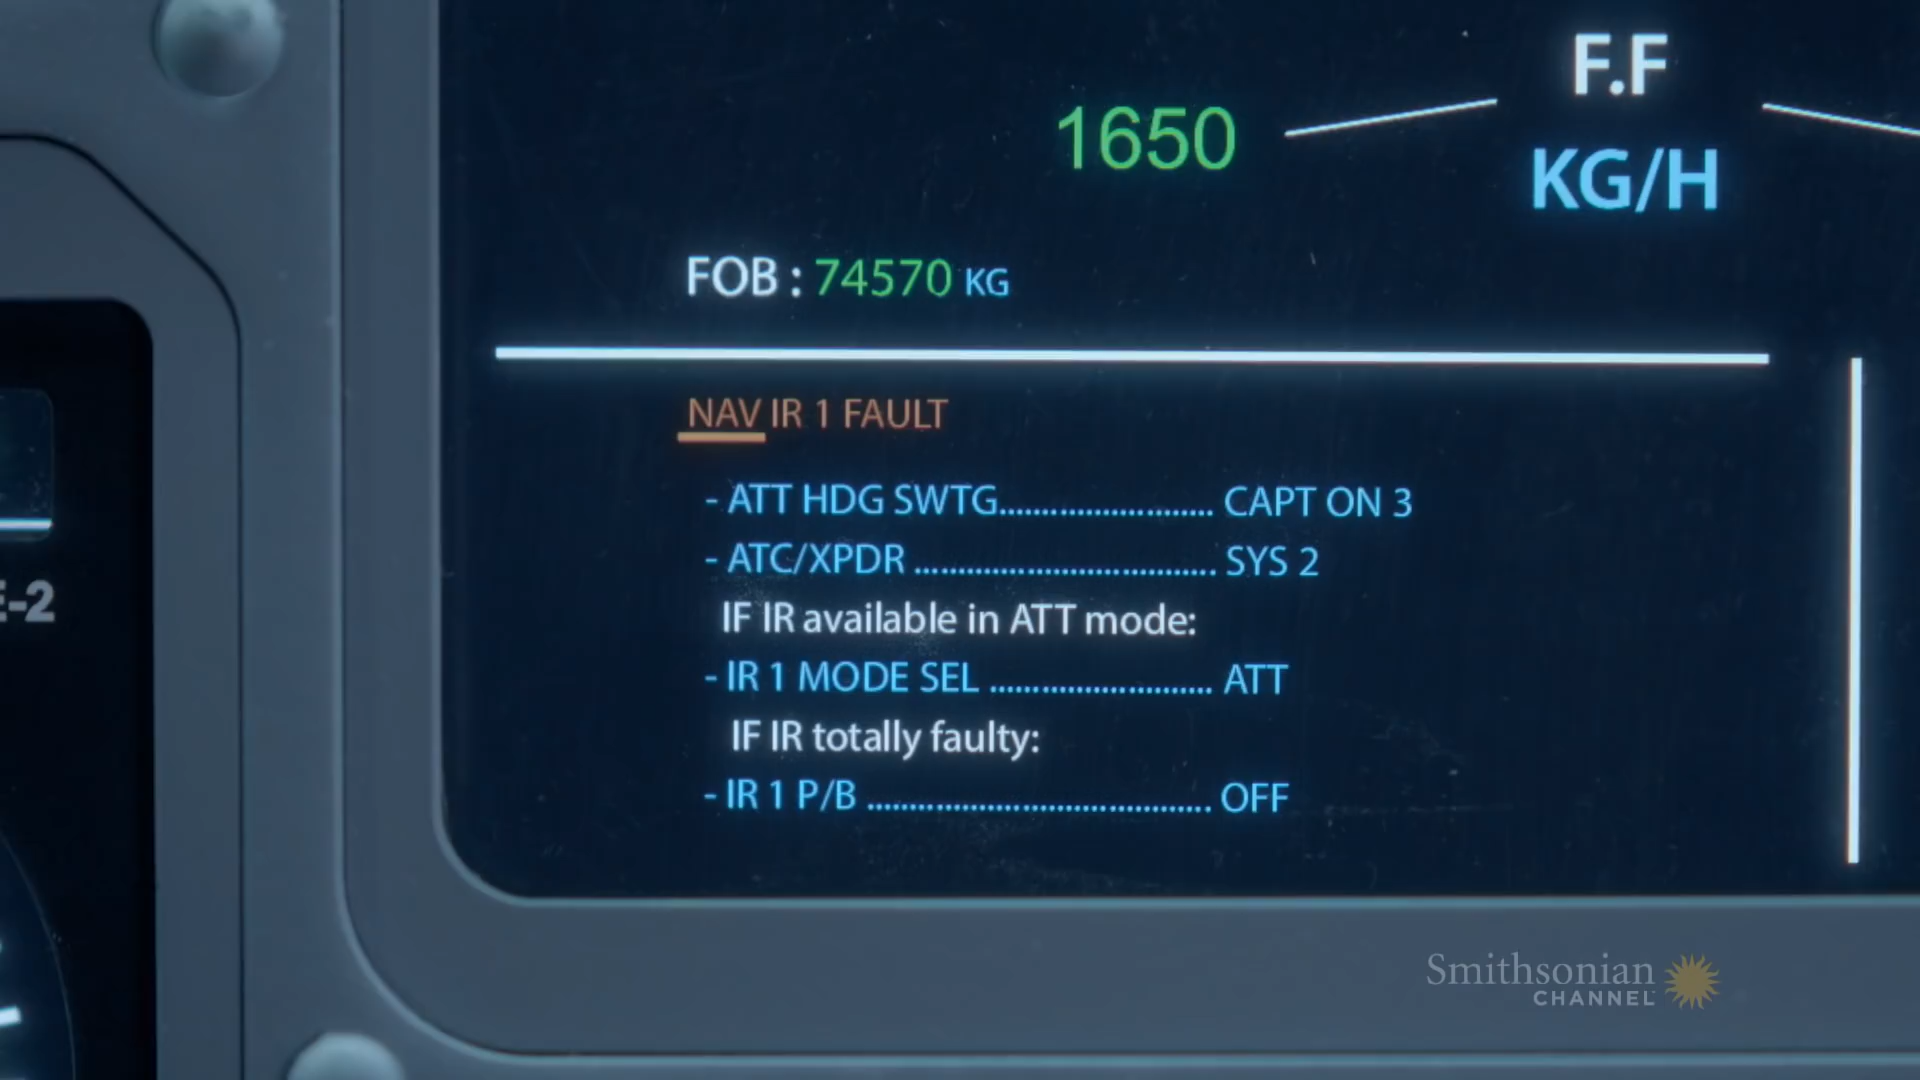 F.F
1650
KG/H
FOB : 74570 KG
NAV IR 1 FAULT
- ATT HDG SWTG....................... CAPT ON 3
- ATC/XPDR ................................. SYS 2
IF IR available in ATT mode:
- IR 1 MODE SEL ........................ ATT
IF IR totally faulty:
- IR 1 P/B ..................................... OFF
E-2
Smithsonian
CHANNEL